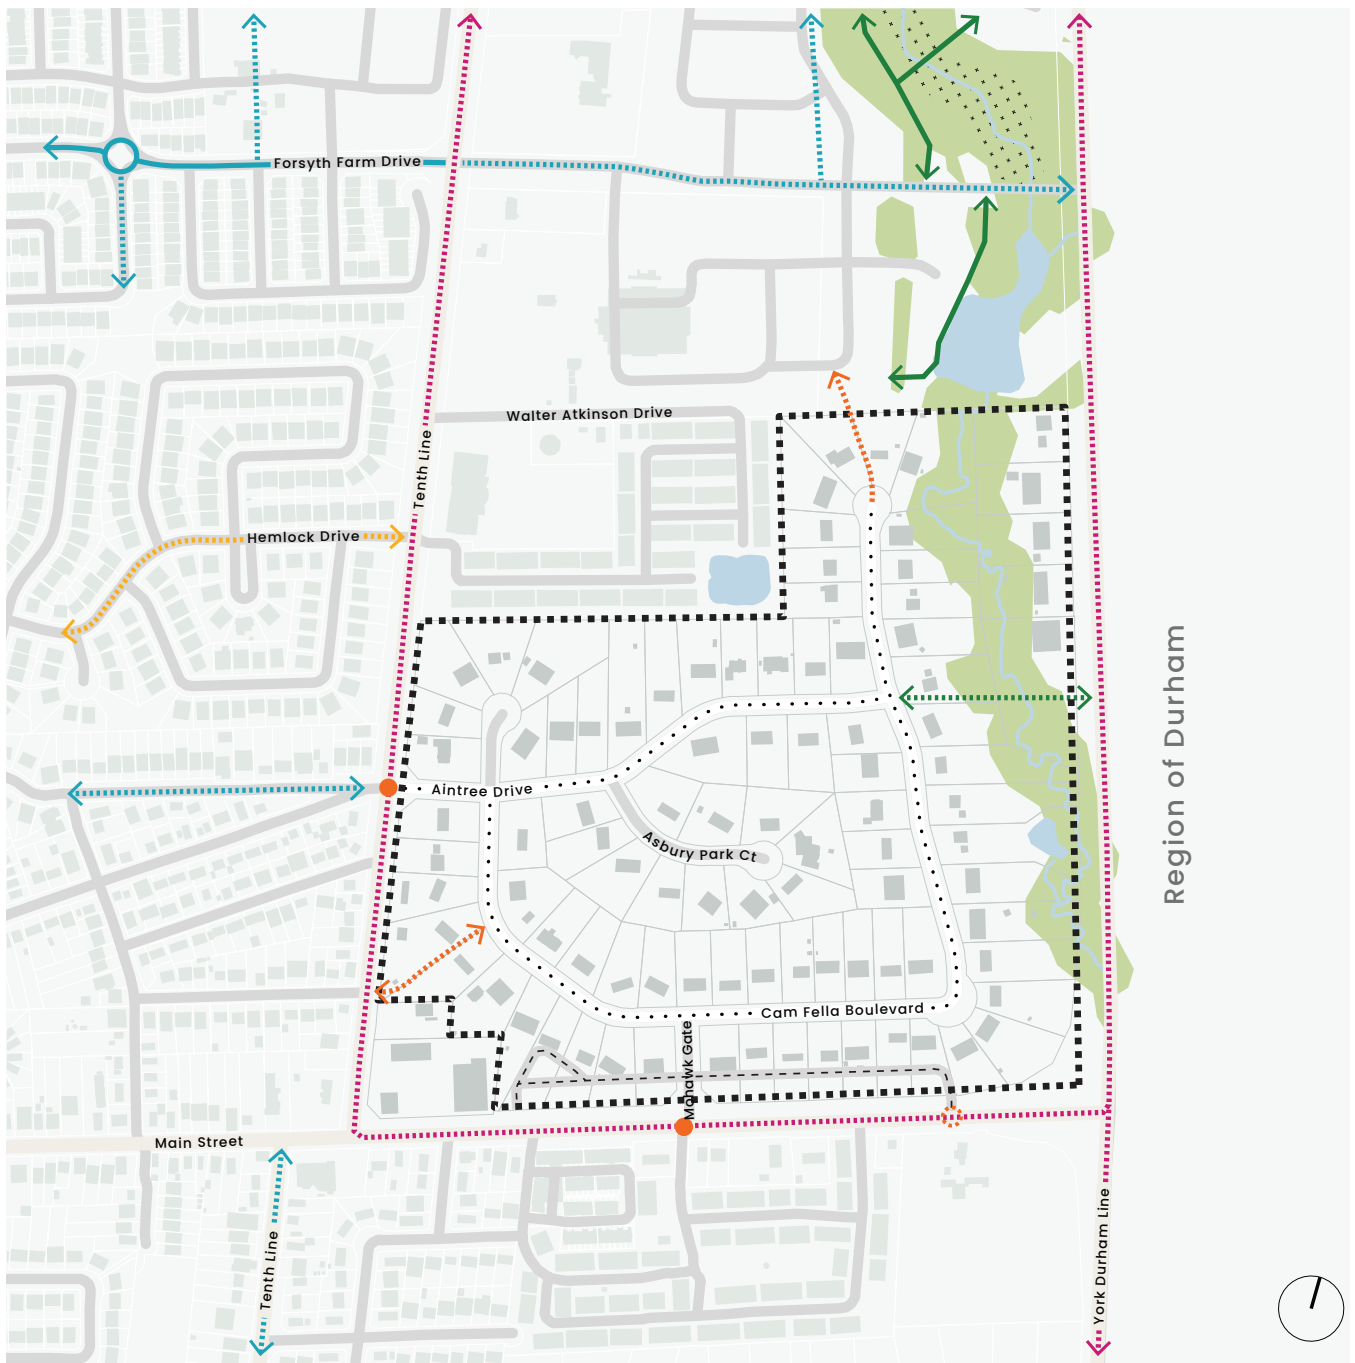 Forsyth Farm Drive
Walter Atkinson Drive
Tenth Line
Hemlock Drive
Region of Durham
Aintree Drive
Asbury Park Ct
Cam Fella Boulevard
Mohawk Gate
Main Street
Tenth Line
York Durham Line